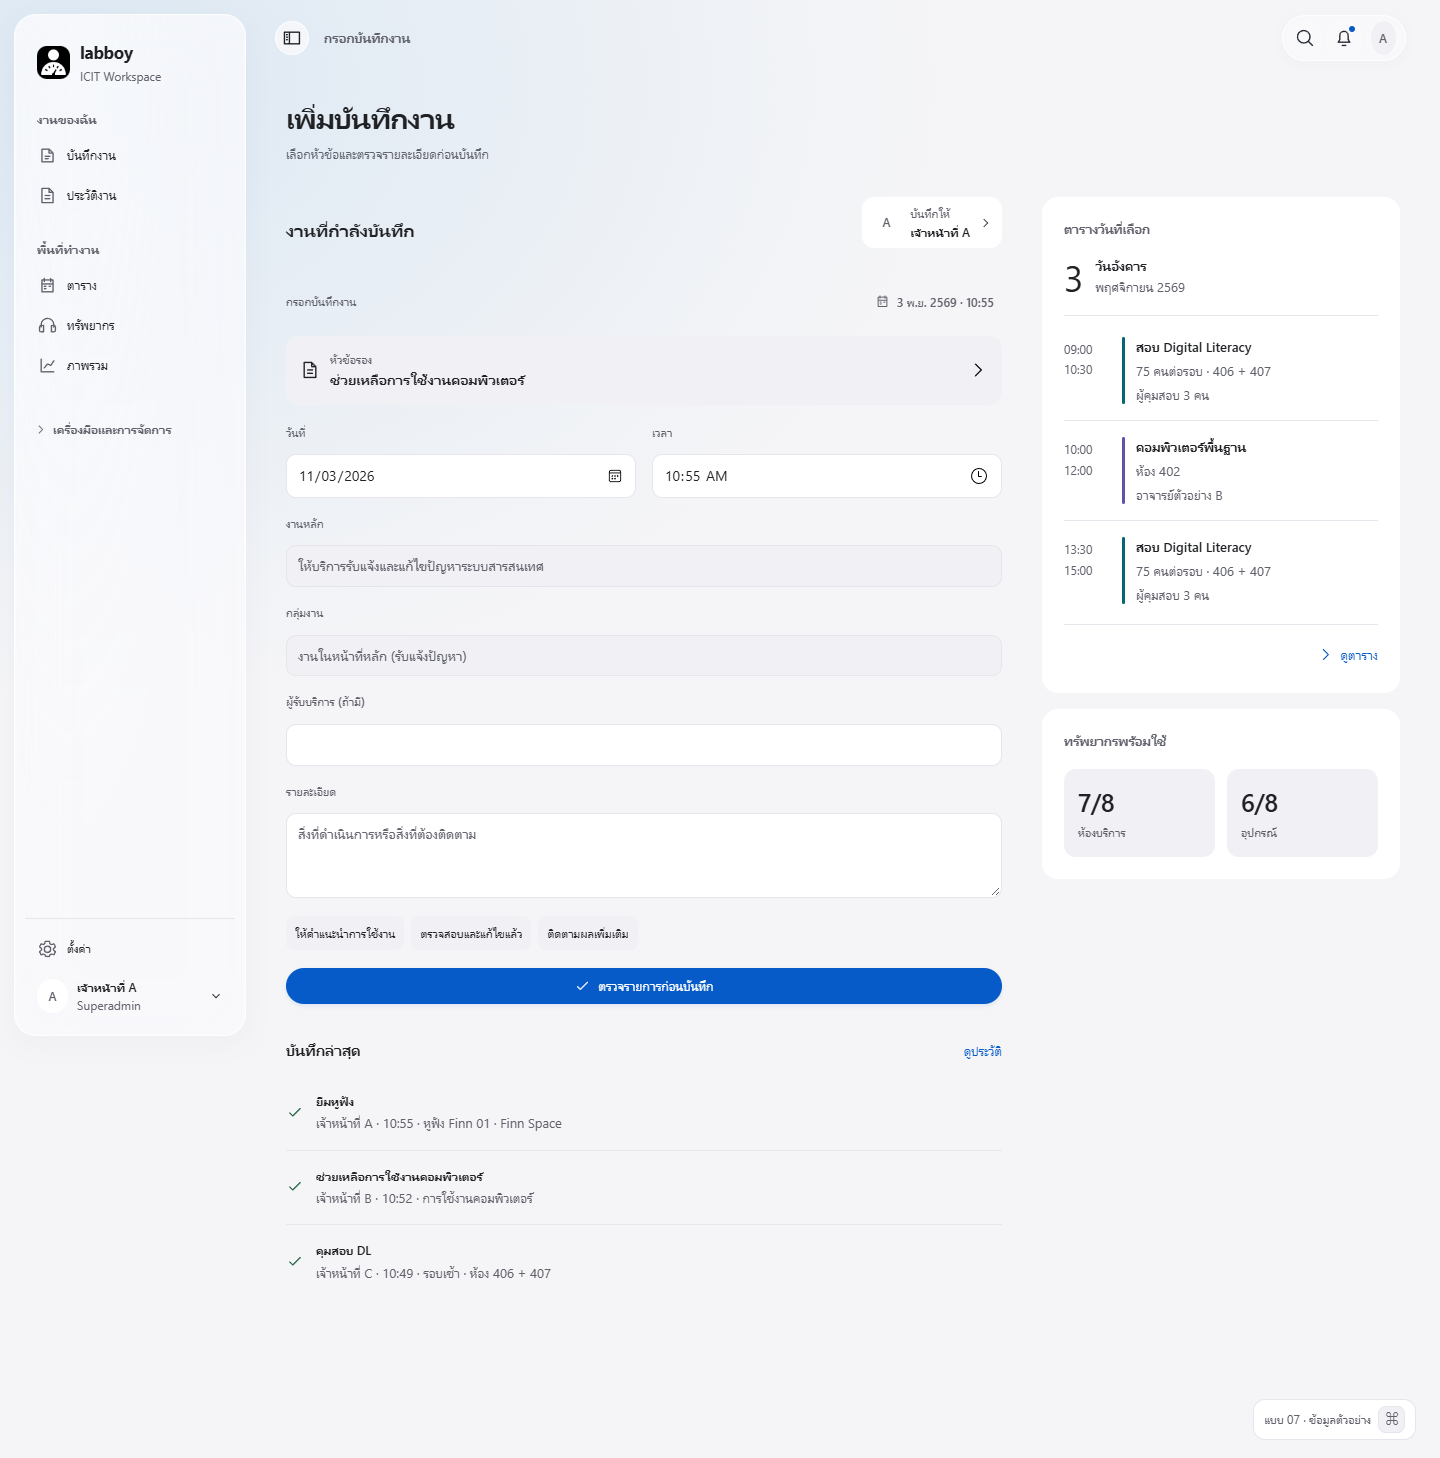 labboy
ICIT Workspace
งานของฉัน
บันทึกงาน
ประวัติงาน
พื้นที่ทำงาน
ตาราง
ทรัพยากร
ภาพรวม
เครื่องมือและการจัดการ
ตั้งค่า
A
เจ้าหน้าที่ A
Superadmin
กรอกบันทึกงาน
A
เพิ่มบันทึกงาน
เลือกหัวข้อและตรวจรายละเอียดก่อนบันทึก
งานที่กำลังบันทึก
A
บันทึกให้
เจ้าหน้าที่ A
กรอกบันทึกงาน
3 พ.ย. 2569 · 10:55
หัวข้อรอง
ช่วยเหลือการใช้งานคอมพิวเตอร์
วันที่
เวลา
11/03/2026
10:55 AM
งานหลัก
ให้บริการรับแจ้งและแก้ไขปัญหาระบบสารสนเทศ
กลุ่มงาน
งานในหน้าที่หลัก (รับแจ้งปัญหา)
ผู้รับบริการ (ถ้ามี)
รายละเอียด
สิ่งที่ดำเนินการหรือสิ่งที่ต้องติดตาม
ให้คำแนะนำการใช้งาน
ตรวจสอบและแก้ไขแล้ว
ติดตามผลเพิ่มเติม
ตรวจรายการก่อนบันทึก
บันทึกล่าสุด
ดูประวัติ
ยืมหูฟัง
เจ้าหน้าที่ A · 10:55 · หูฟัง Finn 01 · Finn Space
ช่วยเหลือการใช้งานคอมพิวเตอร์
เจ้าหน้าที่ B · 10:52 · การใช้งานคอมพิวเตอร์
คุมสอบ DL
เจ้าหน้าที่ C · 10:49 · รอบเช้า · ห้อง 406 + 407
ตารางวันที่เลือก
3
วันอังคาร
พฤศจิกายน 2569
09:00
10:30
สอบ Digital Literacy
75 คนต่อรอบ · 406 + 407
ผู้คุมสอบ 3 คน
10:00
12:00
คอมพิวเตอร์พื้นฐาน
ห้อง 402
อาจารย์ตัวอย่าง B
13:30
15:00
สอบ Digital Literacy
75 คนต่อรอบ · 406 + 407
ผู้คุมสอบ 3 คน
ดูตาราง
ทรัพยากรพร้อมใช้
7/8
ห้องบริการ
6/8
อุปกรณ์
แบบ 07 · ข้อมูลตัวอย่าง ⌘